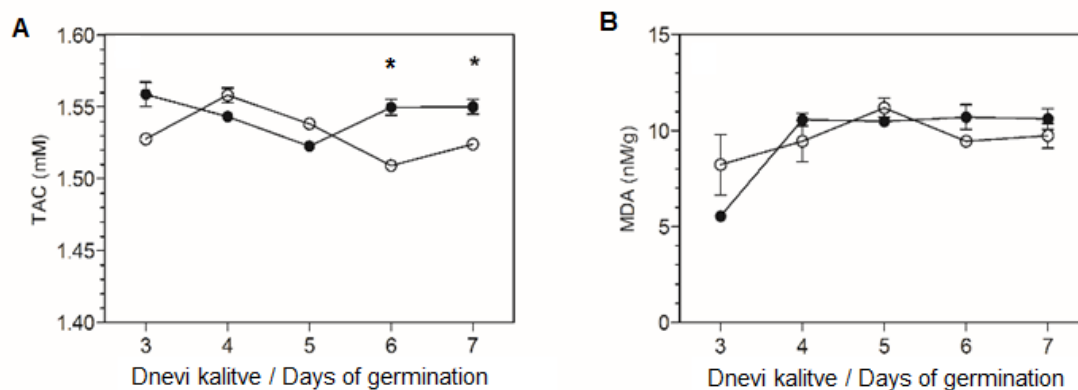 A
1.60
1.55
1.50
1.45
1.40
TAC (mM)
* *
3 4 5 6 7
Dnevi kalitve / Days of germination
B
15
10
5
0
MDA (nM/g)
3 4 5 6 7
Dnevi kalitve / Days of germination